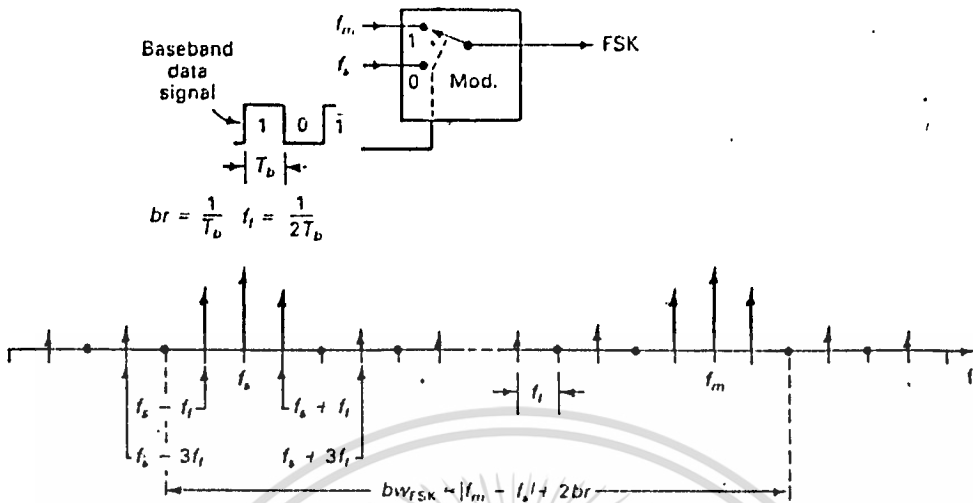 f_m
1
FSK
Baseband
data
signal
f_s
0
Mod.
1 0 1
T_b
br = 1/T_b f_1 = 1/2T_b
f_s
f_m
f
f_1
f_s − f_1
f_s + f_1
f_s − 3f_1
f_s + 3f_1
bw_FSK ≈ |f_m − f_s| + 2br